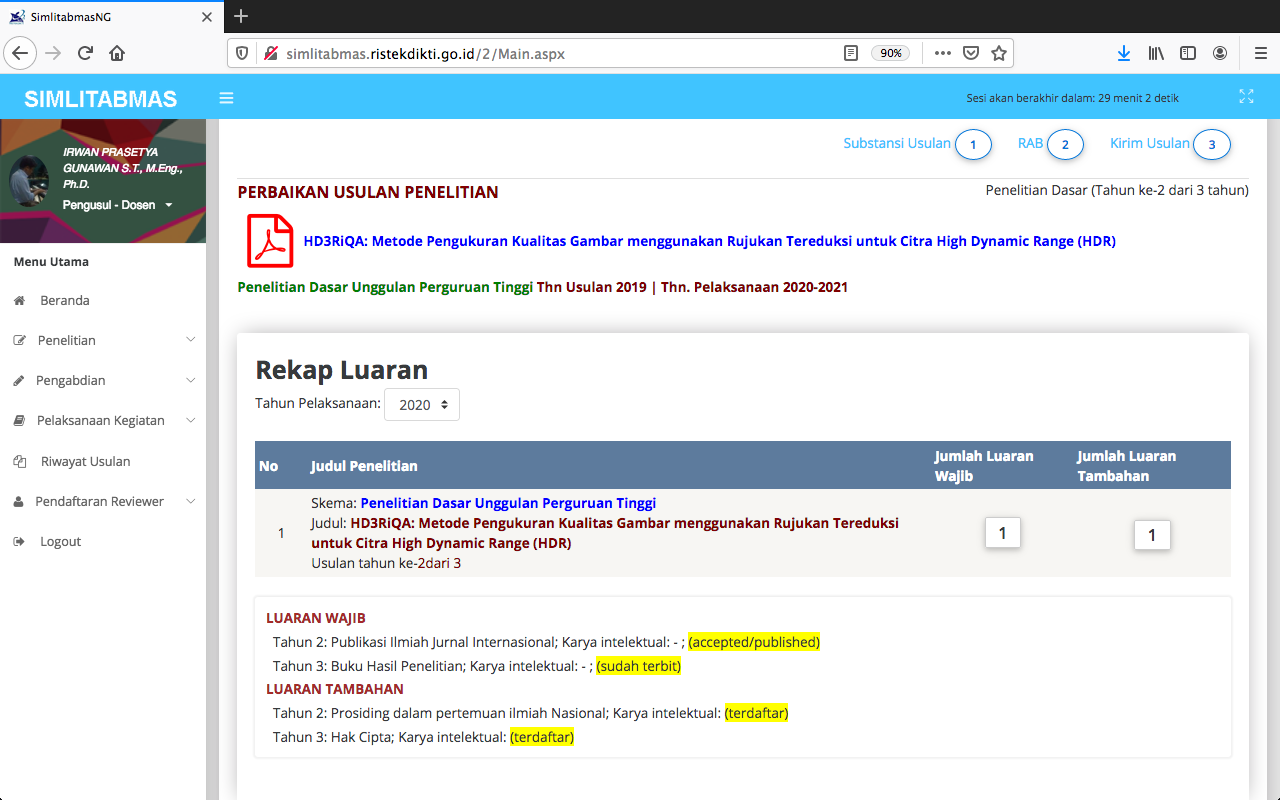 SimlitabmasNG
simlitabmas.ristekdikti.go.id/2/Main.aspx
90%
SIMLITABMAS
Sesi akan berakhir dalam: 29 menit 2 detik
IRWAN PRASETYA
GUNAWAN S.T., M.Eng.,
Ph.D.
Pengusul - Dosen
Menu Utama
Beranda
Penelitian
Pengabdian
Pelaksanaan Kegiatan
Riwayat Usulan
Pendaftaran Reviewer
Logout
Substansi Usulan 1 RAB 2 Kirim Usulan 3
PERBAIKAN USULAN PENELITIAN
Penelitian Dasar (Tahun ke-2 dari 3 tahun)
HD3RiQA: Metode Pengukuran Kualitas Gambar menggunakan Rujukan Tereduksi untuk Citra High Dynamic Range (HDR)
Penelitian Dasar Unggulan Perguruan Tinggi Thn Usulan 2019 | Thn. Pelaksanaan 2020-2021
Rekap Luaran
Tahun Pelaksanaan: 2020
No Judul Penelitian Jumlah Luaran Wajib Jumlah Luaran Tambahan
Skema: Penelitian Dasar Unggulan Perguruan Tinggi
1 Judul: HD3RiQA: Metode Pengukuran Kualitas Gambar menggunakan Rujukan Tereduksi 1 1
untuk Citra High Dynamic Range (HDR)
Usulan tahun ke-2dari 3
LUARAN WAJIB
Tahun 2: Publikasi Ilmiah Jurnal Internasional; Karya intelektual: - ; (accepted/published)
Tahun 3: Buku Hasil Penelitian; Karya intelektual: - ; (sudah terbit)
LUARAN TAMBAHAN
Tahun 2: Prosiding dalam pertemuan ilmiah Nasional; Karya intelektual: (terdaftar)
Tahun 3: Hak Cipta; Karya intelektual: (terdaftar)